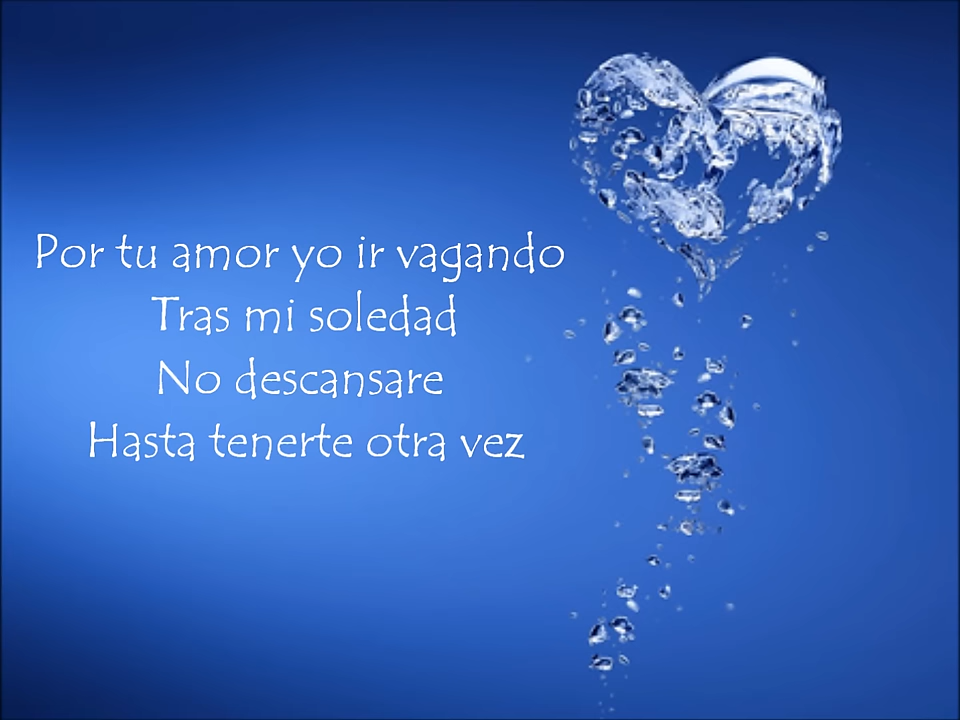 Por tu amor yo ir vagando
Tras mi soledad
No descansare
Hasta tenerte otra vez